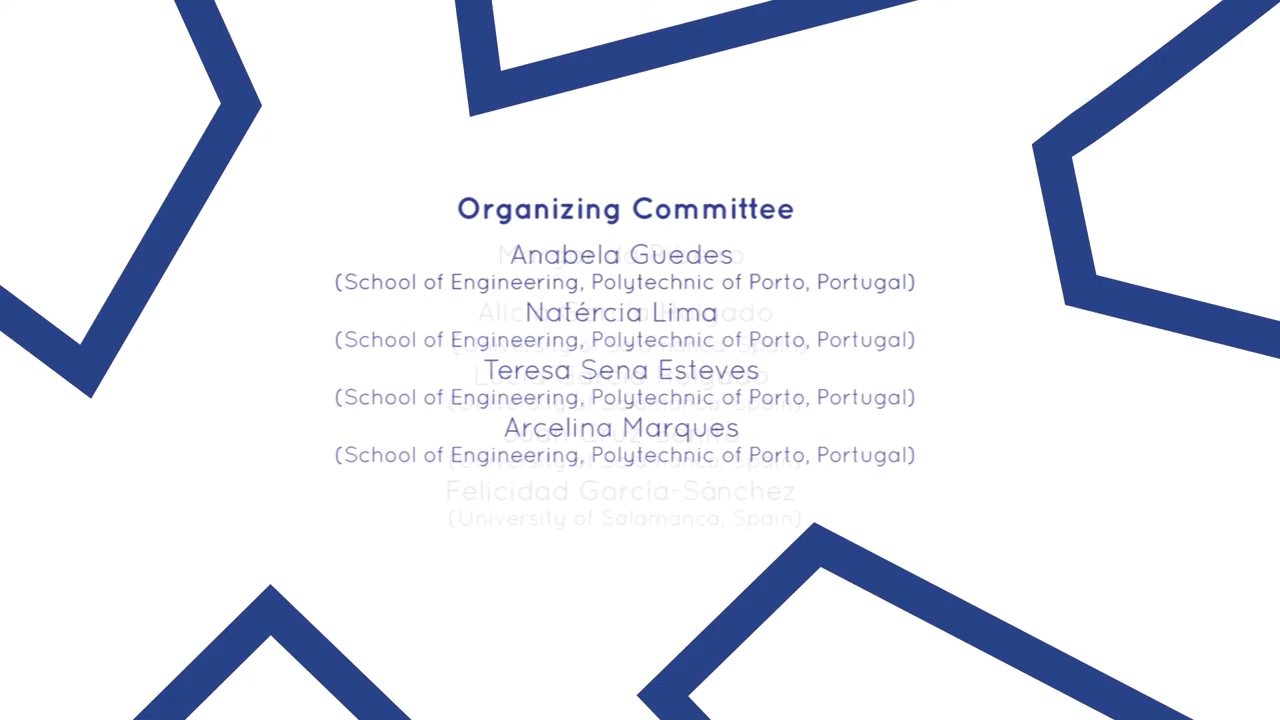 Organizing Committee
Anabela Guedes
(School of Engineering, Polytechnic of Porto, Portugal)
Natércia Lima
(School of Engineering, Polytechnic of Porto, Portugal)
Teresa Sena Esteves
(School of Engineering, Polytechnic of Porto, Portugal)
Arcelina Marques
(School of Engineering, Polytechnic of Porto, Portugal)
Felicidad García-Sánchez
(University of Salamanca, Spain)